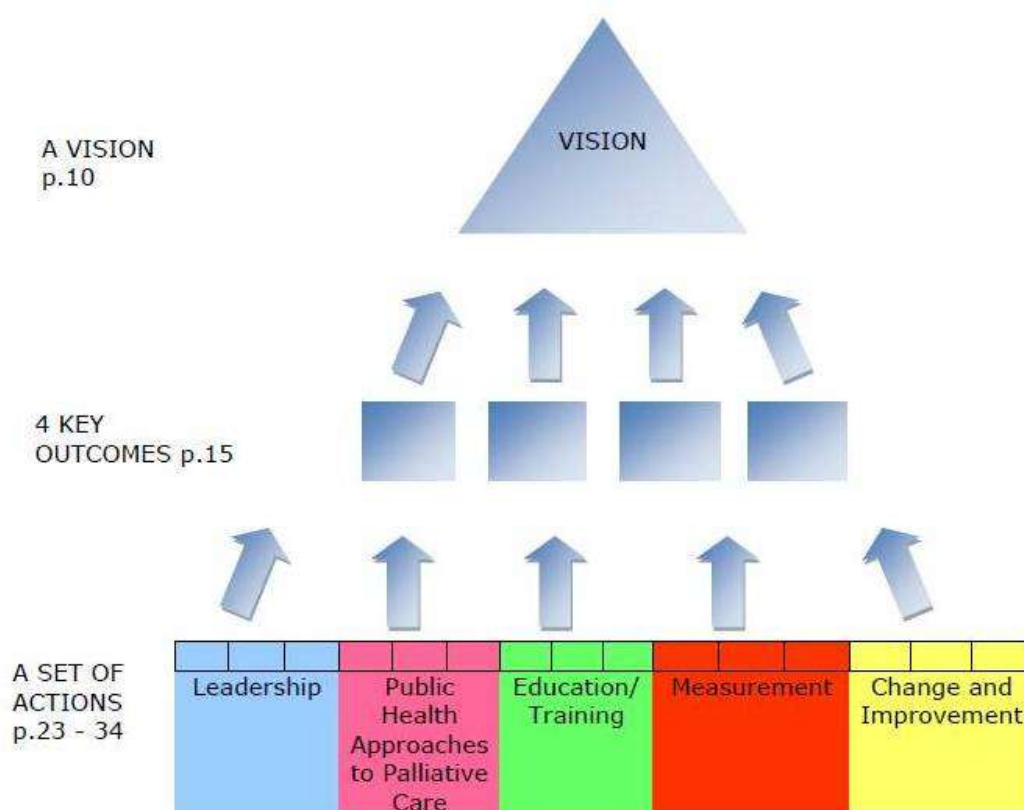 A VISION
p.10
VISION
4 KEY
OUTCOMES p.15
A SET OF
ACTIONS
p.23 - 34
Leadership
Public
Health
Approaches
to Palliative
Care
Education/
Training
Measurement
Change and
Improvement